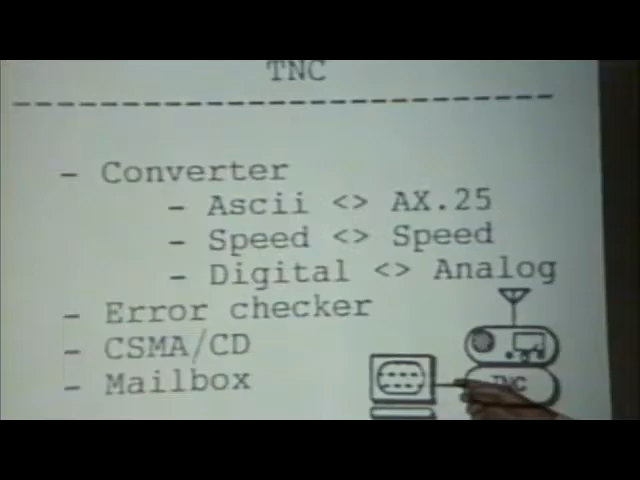 TNC
- Converter
- Ascii <> AX.25
- Speed <> Speed
- Digital <> Analog
- Error checker
- CSMA/CD
- Mailbox
TNC